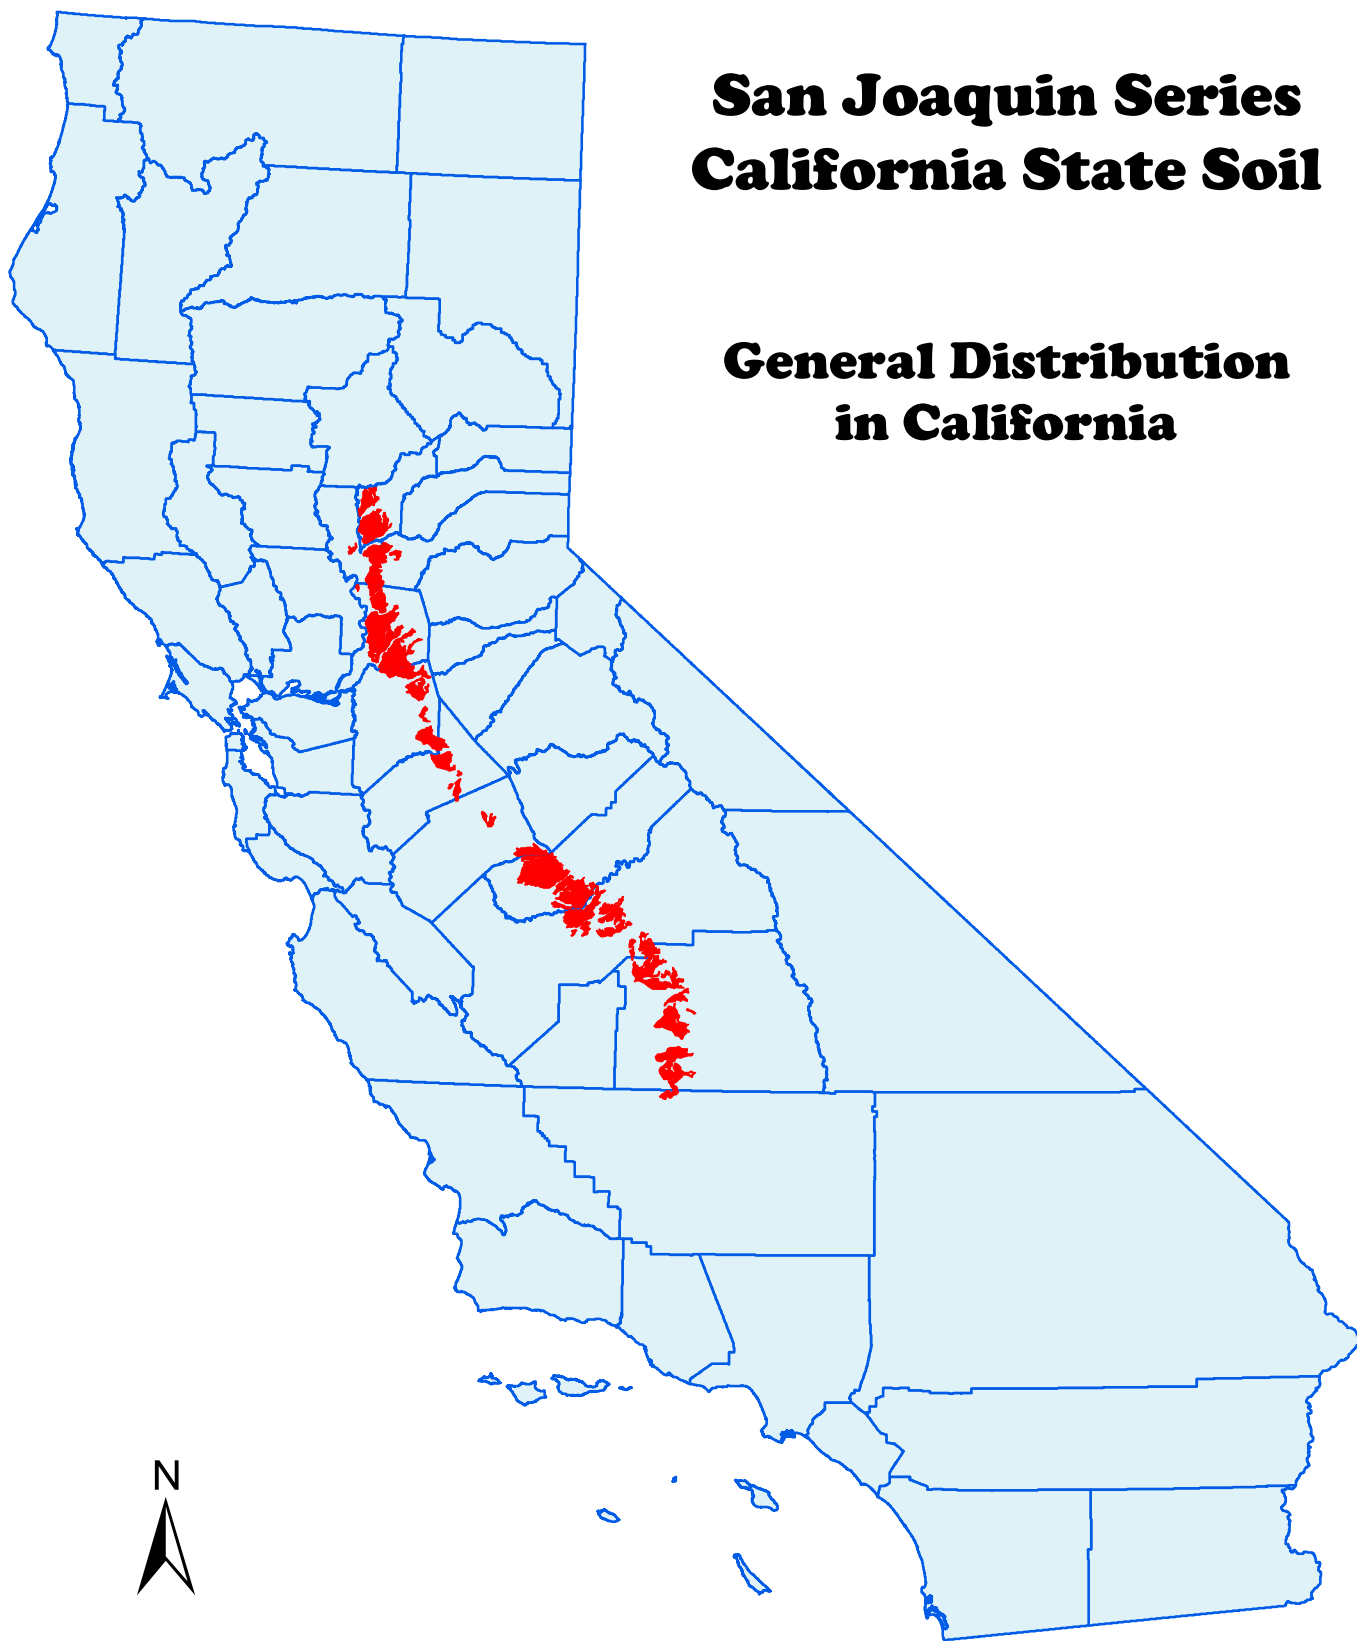 San Joaquin Series
California State Soil
General Distribution
in California
N